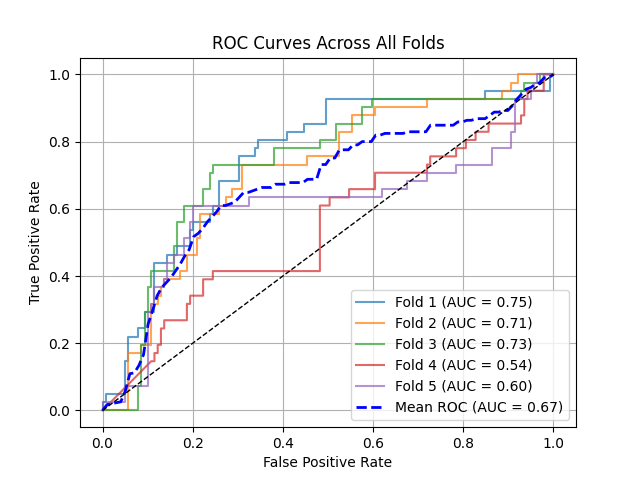 ROC Curves Across All Folds
True Positive Rate
1.0
0.8
0.6
0.4
0.2
0.0
Fold 1 (AUC = 0.75)
Fold 2 (AUC = 0.71)
Fold 3 (AUC = 0.73)
Fold 4 (AUC = 0.54)
Fold 5 (AUC = 0.60)
Mean ROC (AUC = 0.67)
0.0 0.2 0.4 0.6 0.8 1.0
False Positive Rate